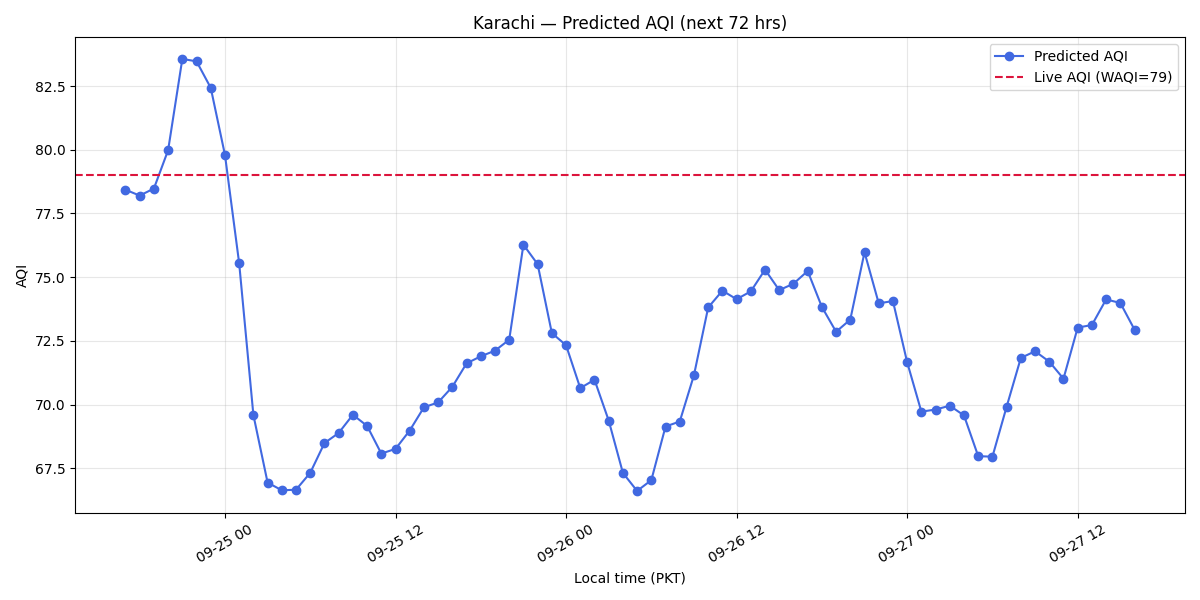 Karachi — Predicted AQI (next 72 hrs)
Predicted AQI
Live AQI (WAQI=79)
AQI
82.5
80.0
77.5
75.0
72.5
70.0
67.5
09-25 00
09-25 12
09-26 00
09-26 12
09-27 00
09-27 12
Local time (PKT)